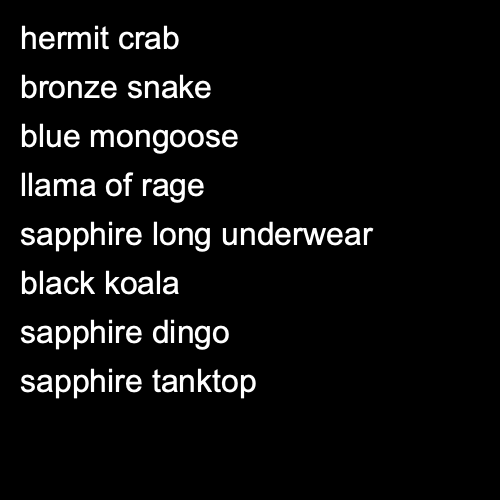 hermit crab
bronze snake
blue mongoose
llama of rage
sapphire long underwear
black koala
sapphire dingo
sapphire tanktop